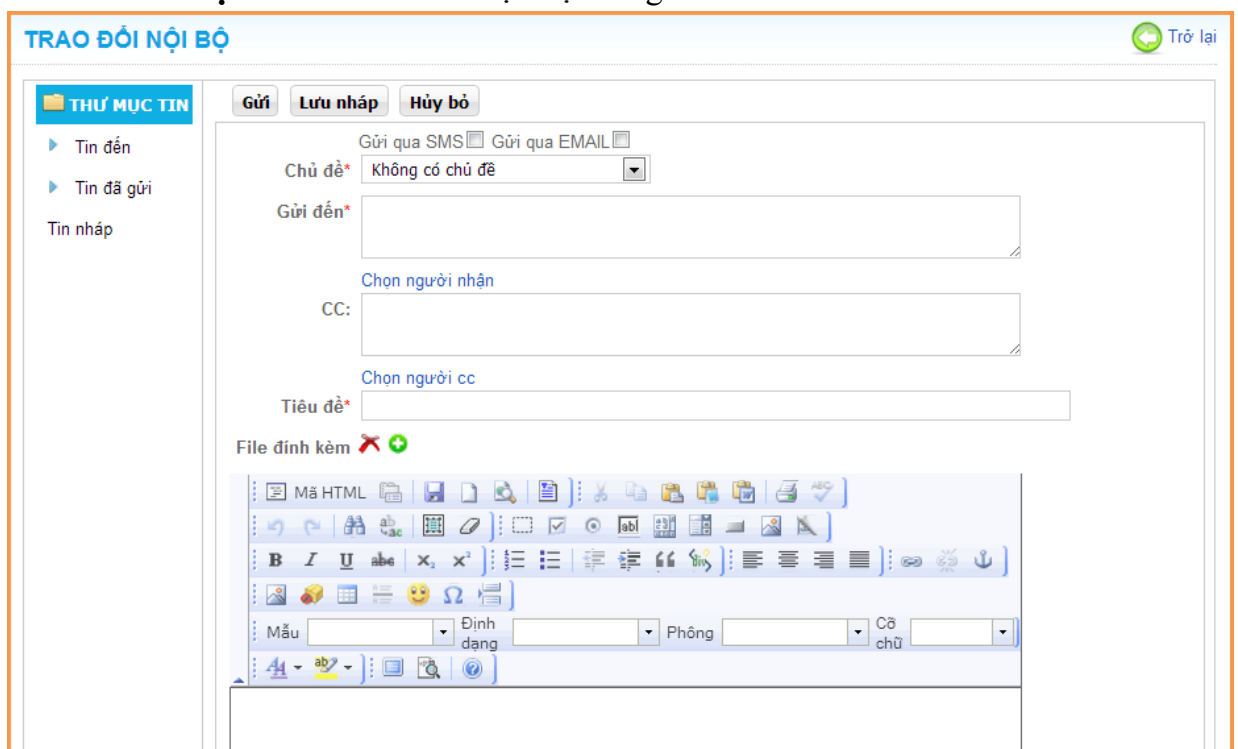 TRAO ĐỔI NỘI BỘ
Trở lại
THƯ MỤC TIN
Tin đến
Tin đã gửi
Tin nháp
Gửi Lưu nháp Hủy bỏ
Gửi qua SMS Gửi qua EMAIL
Chủ đề* Không có chủ đề
Gửi đến*
Chọn người nhận
CC:
Chọn người cc
Tiêu đề*
File đính kèm
Mã HTML
B I U abc X₂ X²
Mẫu Định dạng Phông Cỡ chữ